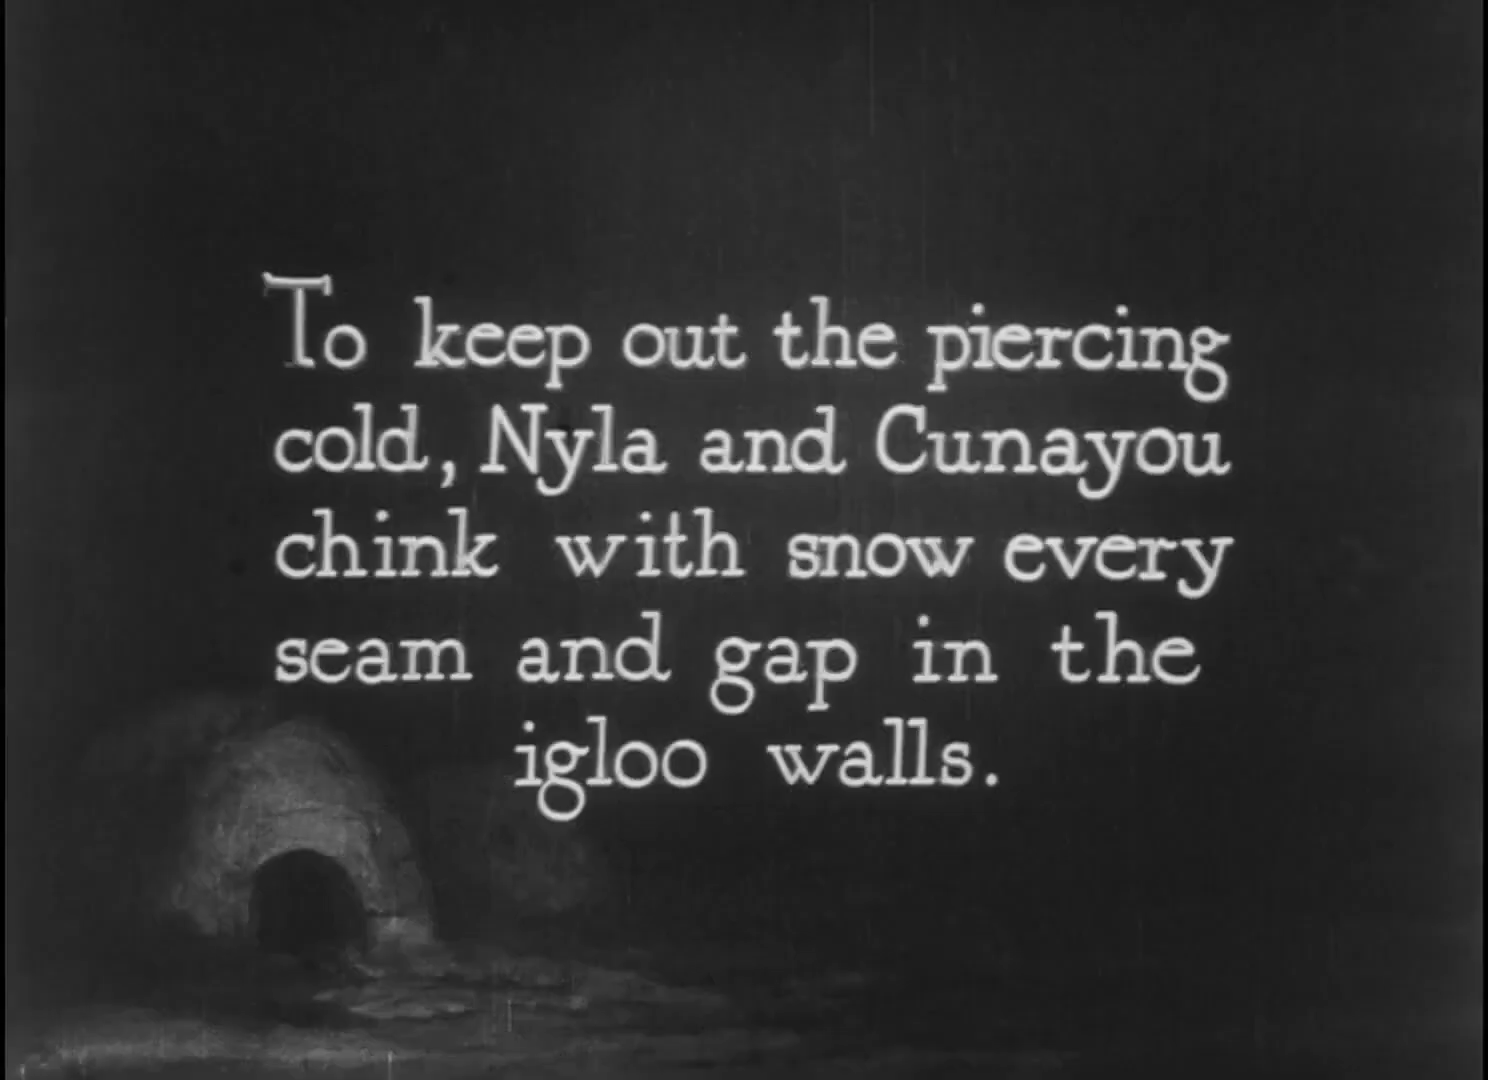 To keep out the piercing
cold, Nyla and Cunayou
chink with snow every
seam and gap in the
igloo walls.